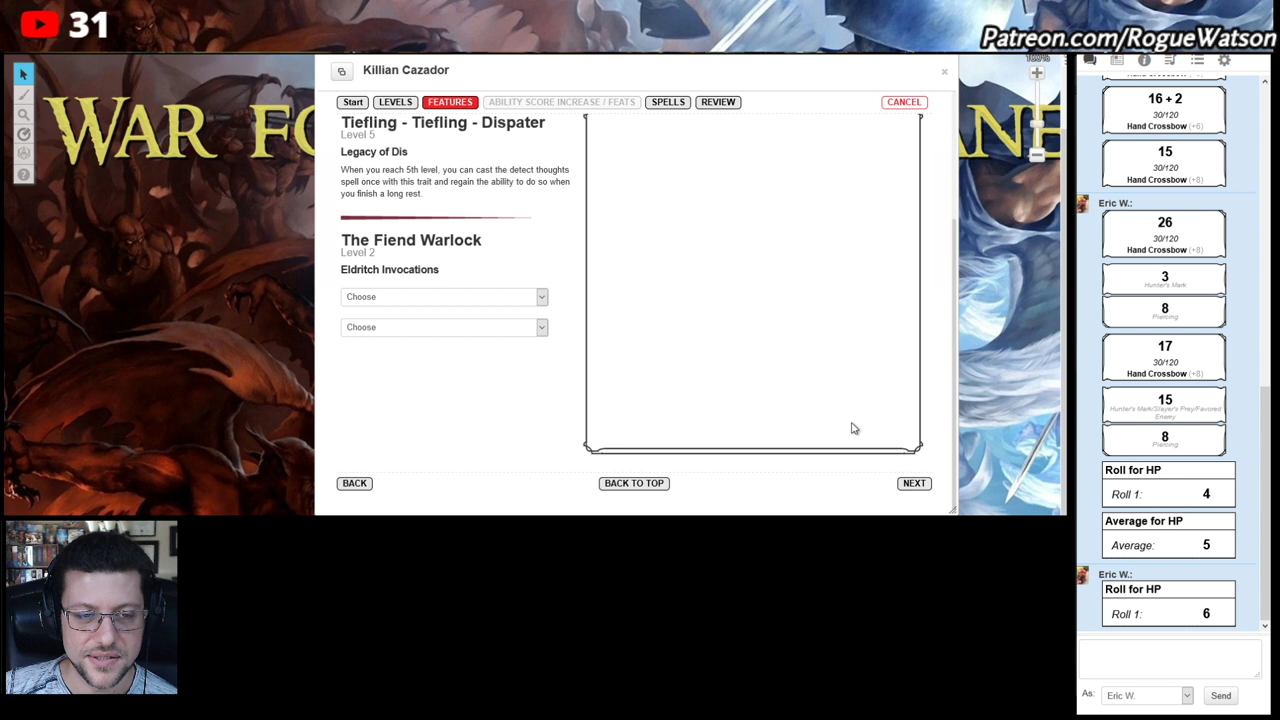 31
Patreon.com/RogueWatson
WAR FO
ANE
Killian Cazador
Start
LEVELS
FEATURES
ABILITY SCORE INCREASE / FEATS
SPELLS
REVIEW
CANCEL
Tiefling - Tiefling - Dispater
Level 5
Legacy of Dis
When you reach 5th level, you can cast the detect thoughts
spell once with this trait and regain the ability to do so when
you finish a long rest.
The Fiend Warlock
Level 2
Eldritch Invocations
Choose
Choose
BACK
BACK TO TOP
NEXT
16 + 2
30/120
Hand Crossbow (+6)
15
30/120
Hand Crossbow (+8)
Eric W.:
26
30/120
Hand Crossbow (+8)
3
Hunter's Mark
8
Piercing
17
30/120
Hand Crossbow (+8)
15
Hunter's Mark/Slayer's Prey/Favored
Enemy
8
Piercing
Roll for HP
Roll 1: 4
Average for HP
Average: 5
Eric W.:
Roll for HP
Roll 1: 6
As: Eric W. Send